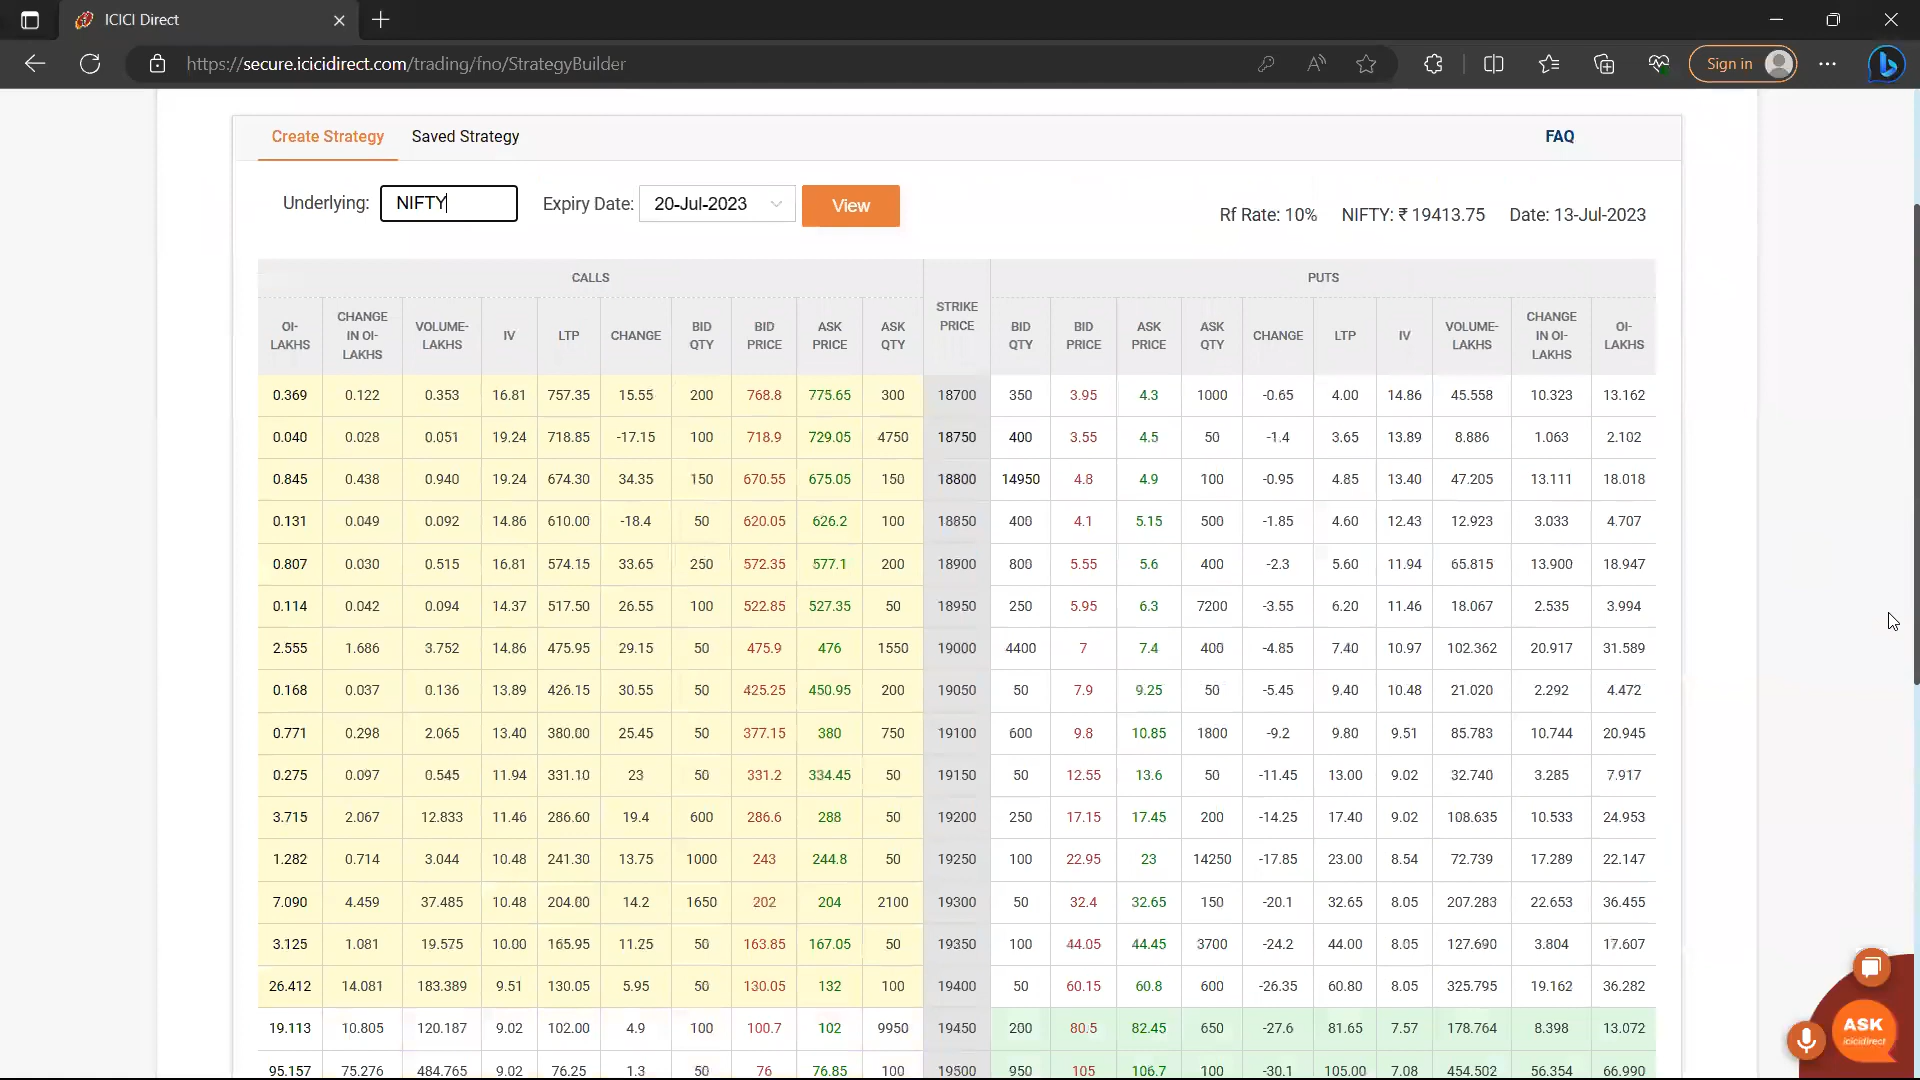 ICICI Direct
https://secure.icicidirect.com/trading/fno/StrategyBuilder
Sign in
Create Strategy Saved Strategy FAQ
Underlying: NIFTY Expiry Date: 20-Jul-2023 View
Rf Rate: 10% NIFTY: ₹ 19413.75 Date: 13-Jul-2023
CALLS STRIKE PRICE PUTS
OI-LAKHS CHANGE IN OI-LAKHS VOLUME-LAKHS IV LTP CHANGE BID QTY BID PRICE ASK PRICE ASK QTY BID QTY BID PRICE ASK PRICE ASK QTY CHANGE LTP IV VOLUME-LAKHS CHANGE IN OI-LAKHS OI-LAKHS
0.369 0.122 0.353 16.81 757.35 15.55 200 768.8 775.65 300 18700 350 3.95 4.3 1000 -0.65 4.00 14.86 45.558 10.323 13.162
0.040 0.028 0.051 19.24 718.85 -17.15 100 718.9 729.05 4750 18750 400 3.55 4.5 50 -1.4 3.65 13.89 8.886 1.063 2.102
0.845 0.438 0.940 19.24 674.30 34.35 150 670.55 675.05 150 18800 14950 4.8 4.9 100 -0.95 4.85 13.40 47.205 13.111 18.018
0.131 0.049 0.092 14.86 610.00 -18.4 50 620.05 626.2 100 18850 400 4.1 5.15 500 -1.85 4.60 12.43 12.923 3.033 4.707
0.807 0.030 0.515 16.81 574.15 33.65 250 572.35 577.1 200 18900 800 5.55 5.6 400 -2.3 5.60 11.94 65.815 13.900 18.947
0.114 0.042 0.094 14.37 517.50 26.55 100 522.85 527.35 50 18950 250 5.95 6.3 7200 -3.55 6.20 11.46 18.067 2.535 3.994
2.555 1.686 3.752 14.86 475.95 29.15 50 475.9 476 1550 19000 4400 7 7.4 400 -4.85 7.40 10.97 102.362 20.917 31.589
0.168 0.037 0.136 13.89 426.15 30.55 50 425.25 450.95 200 19050 50 7.9 9.25 50 -5.45 9.40 10.48 21.020 2.292 4.472
0.771 0.298 2.065 13.40 380.00 25.45 50 377.15 380 750 19100 600 9.8 10.85 1800 -9.2 9.80 9.51 85.783 10.744 20.945
0.275 0.097 0.545 11.94 331.10 23 50 331.2 334.45 50 19150 50 12.55 13.6 50 -11.45 13.00 9.02 32.740 3.285 7.917
3.715 2.067 12.833 11.46 286.60 19.4 600 286.6 288 50 19200 250 17.15 17.45 200 -14.25 17.40 9.02 108.635 10.533 24.953
1.282 0.714 3.044 10.48 241.30 13.75 1000 243 244.8 50 19250 100 22.95 23 14250 -17.85 23.00 8.54 72.739 17.289 22.147
7.090 4.459 37.485 10.48 204.00 14.2 1650 202 204 2100 19300 50 32.4 32.65 150 -20.1 32.65 8.05 207.283 22.653 36.455
3.125 1.081 19.575 10.00 165.95 11.25 50 163.85 167.05 50 19350 100 44.05 44.45 3700 -24.2 44.00 8.05 127.690 3.804 17.607
26.412 14.081 183.389 9.51 130.05 5.95 50 130.05 132 100 19400 50 60.15 60.8 600 -26.35 60.80 8.05 325.795 19.162 36.282
19.113 10.805 120.187 9.02 102.00 4.9 100 100.7 102 9950 19450 200 80.5 82.45 650 -27.6 81.65 7.57 178.764 8.398 13.072
95.157 75.276 484.765 9.02 76.25 1.3 50 76 76.85 100 19500 950 105 106.7 100 -30.1 105.00 7.08 454.502 56.354 66.990
ASK
icicidirect